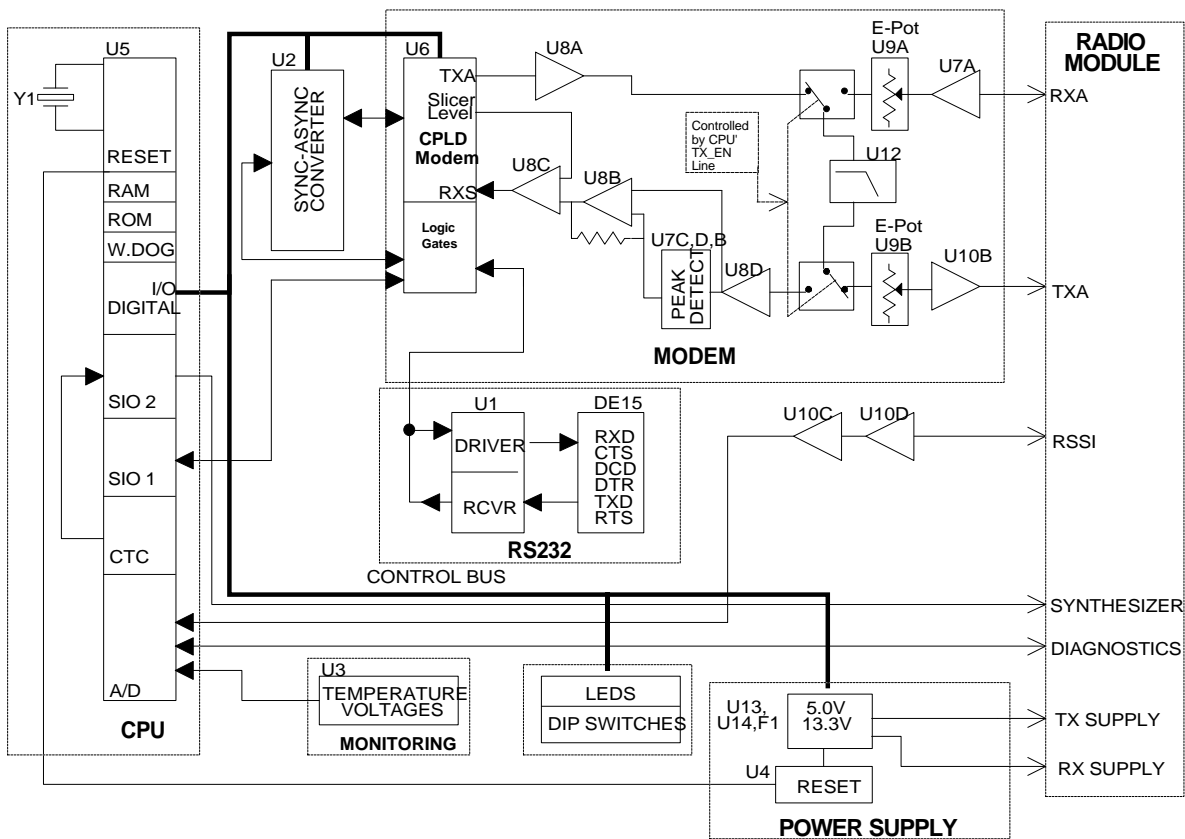 U5
Y1
RESET
RAM
ROM
W.DOG
I/O
DIGITAL
SIO 2
SIO 1
CTC
A/D
CPU
U2
SYNC-ASYNC
CONVERTER
U6
TXA
Slicer
Level
CPLD
Modem
RXS
Logic
Gates
U8A
U8C
U8B
U7C,D,B
PEAK
DETECT
U8D
Controlled
by CPU'
TX_EN
Line
E-Pot
U9A
U7A
U12
E-Pot
U9B
U10B
MODEM
RADIO
MODULE
RXA
TXA
RSSI
SYNTHESIZER
DIAGNOSTICS
TX SUPPLY
RX SUPPLY
U1
DRIVER
RCVR
DE15
RXD
CTS
DCD
DTR
TXD
RTS
RS232
U10C
U10D
CONTROL BUS
U3
TEMPERATURE
VOLTAGES
MONITORING
LEDS
DIP SWITCHES
U13,
U14,F1
5.0V
13.3V
U4
RESET
POWER SUPPLY